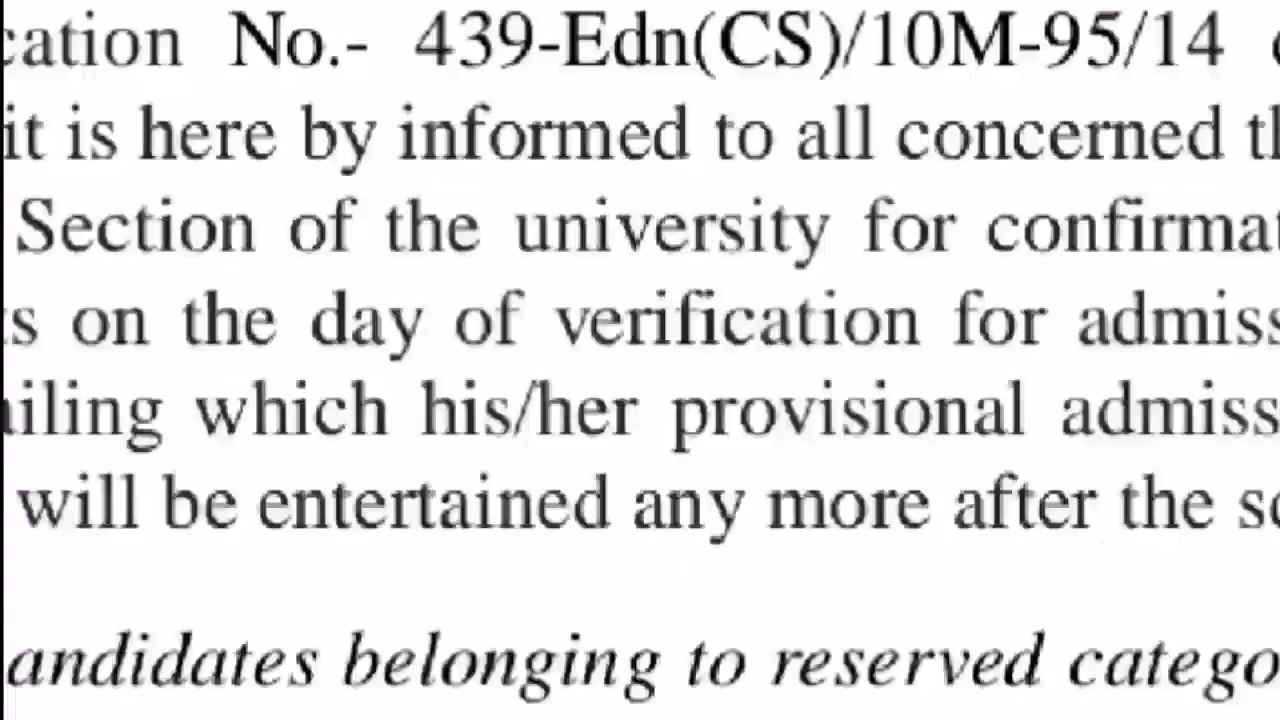 cation No.- 439-Edn(CS)/10M-95/14
it is here by informed to all concerned th
Section of the university for confirmat
s on the day of verification for admiss
ailing which his/her provisional admiss
will be entertained any more after the sc
andidates belonging to reserved catego